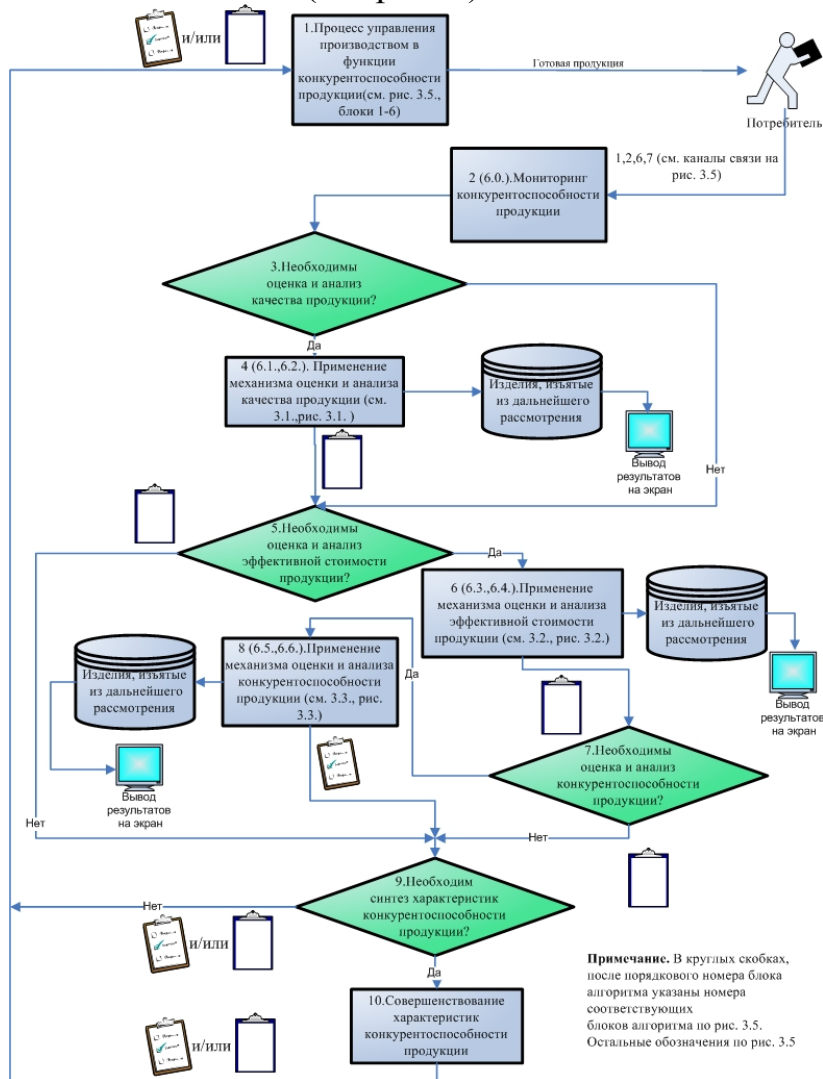 и/или
1.Процесс управления
производством в
функции
конкурентоспособности
продукции(см. рис. 3.5.,
блоки 1-6)
Готовая продукция
Потребитель
1,2,6,7 (см. каналы связи на
рис. 3.5)
2 (6.0.).Мониторинг
конкурентоспособности
продукции
3.Необходимы
оценка и анализ
качества продукции?
Да
4 (6.1.,6.2.). Применение
механизма оценки и анализа
качества продукции (см.
3.1.,рис. 3.1. )
Изделия, изъятые
из дальнейшего
рассмотрения
Вывод
результатов
на экран
Нет
5.Необходимы
оценка и анализ
эффективной стоимости
продукции?
Да
6 (6.3.,6.4.).Применение
механизма оценки и анализа
эффективной стоимости
продукции (см. 3.2., рис. 3.2.)
Изделия, изъятые
из дальнейшего
рассмотрения
Вывод
результатов
на экран
8 (6.5.,6.6.).Применение
механизма оценки и анализа
конкурентоспособности
продукции (см. 3.3., рис.
3.3.)
Да
Изделия, изъятые
из дальнейшего
рассмотрения
Вывод
результатов
на экран
7.Необходимы
оценка и анализ
конкурентоспособности
продукции?
Нет
Нет
9.Необходим
синтез характеристик
конкурентоспособности
продукции?
Нет
и/или
Да
10.Совершенствование
характеристик
конкурентоспособности
продукции
и/или
Примечание. В круглых скобках,
после порядкового номера блока
алгоритма указаны номера
соответствующих
блоков алгоритма по рис. 3.5.
Остальные обозначения по рис. 3.5